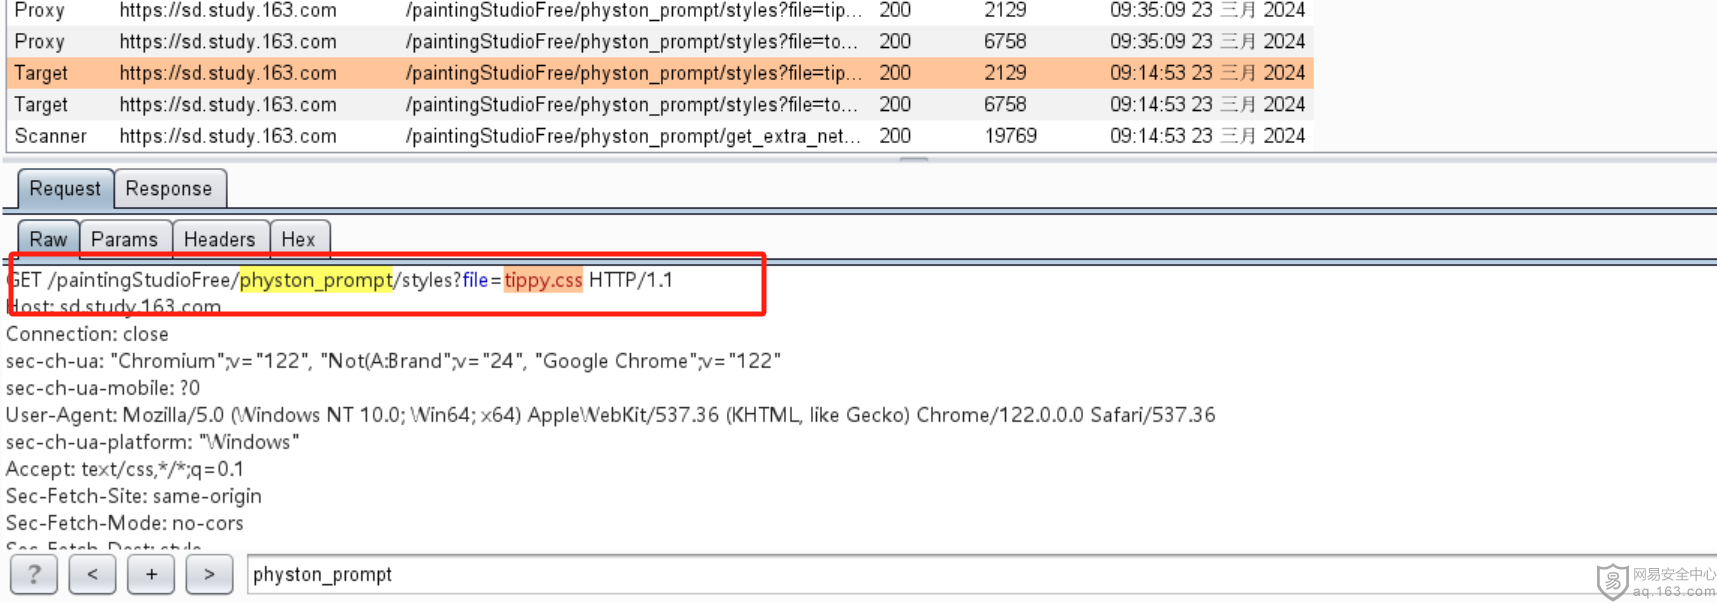 Proxy https://sd.study.163.com /paintingStudioFree/physton_prompt/styles?file=tip... 200 2129 09:35:09 23 三月 2024
Proxy https://sd.study.163.com /paintingStudioFree/physton_prompt/styles?file=to... 200 6758 09:35:09 23 三月 2024
Target https://sd.study.163.com /paintingStudioFree/physton_prompt/styles?file=tip... 200 2129 09:14:53 23 三月 2024
Target https://sd.study.163.com /paintingStudioFree/physton_prompt/styles?file=to... 200 6758 09:14:53 23 三月 2024
Scanner https://sd.study.163.com /paintingStudioFree/physton_prompt/get_extra_net... 200 19769 09:14:53 23 三月 2024
Request Response
Raw Params Headers Hex
GET /paintingStudioFree/physton_prompt/styles?file=tippy.css HTTP/1.1
Host: sd.study.163.com
Connection: close
sec-ch-ua: "Chromium";v="122", "Not(A:Brand";v="24", "Google Chrome";v="122"
sec-ch-ua-mobile: ?0
User-Agent: Mozilla/5.0 (Windows NT 10.0; Win64; x64) AppleWebKit/537.36 (KHTML, like Gecko) Chrome/122.0.0.0 Safari/537.36
sec-ch-ua-platform: "Windows"
Accept: text/css,*/*;q=0.1
Sec-Fetch-Site: same-origin
Sec-Fetch-Mode: no-cors
Sec-Fetch-Dest: style
? < + > physton_prompt
易 网易安全中心
aq.163.com